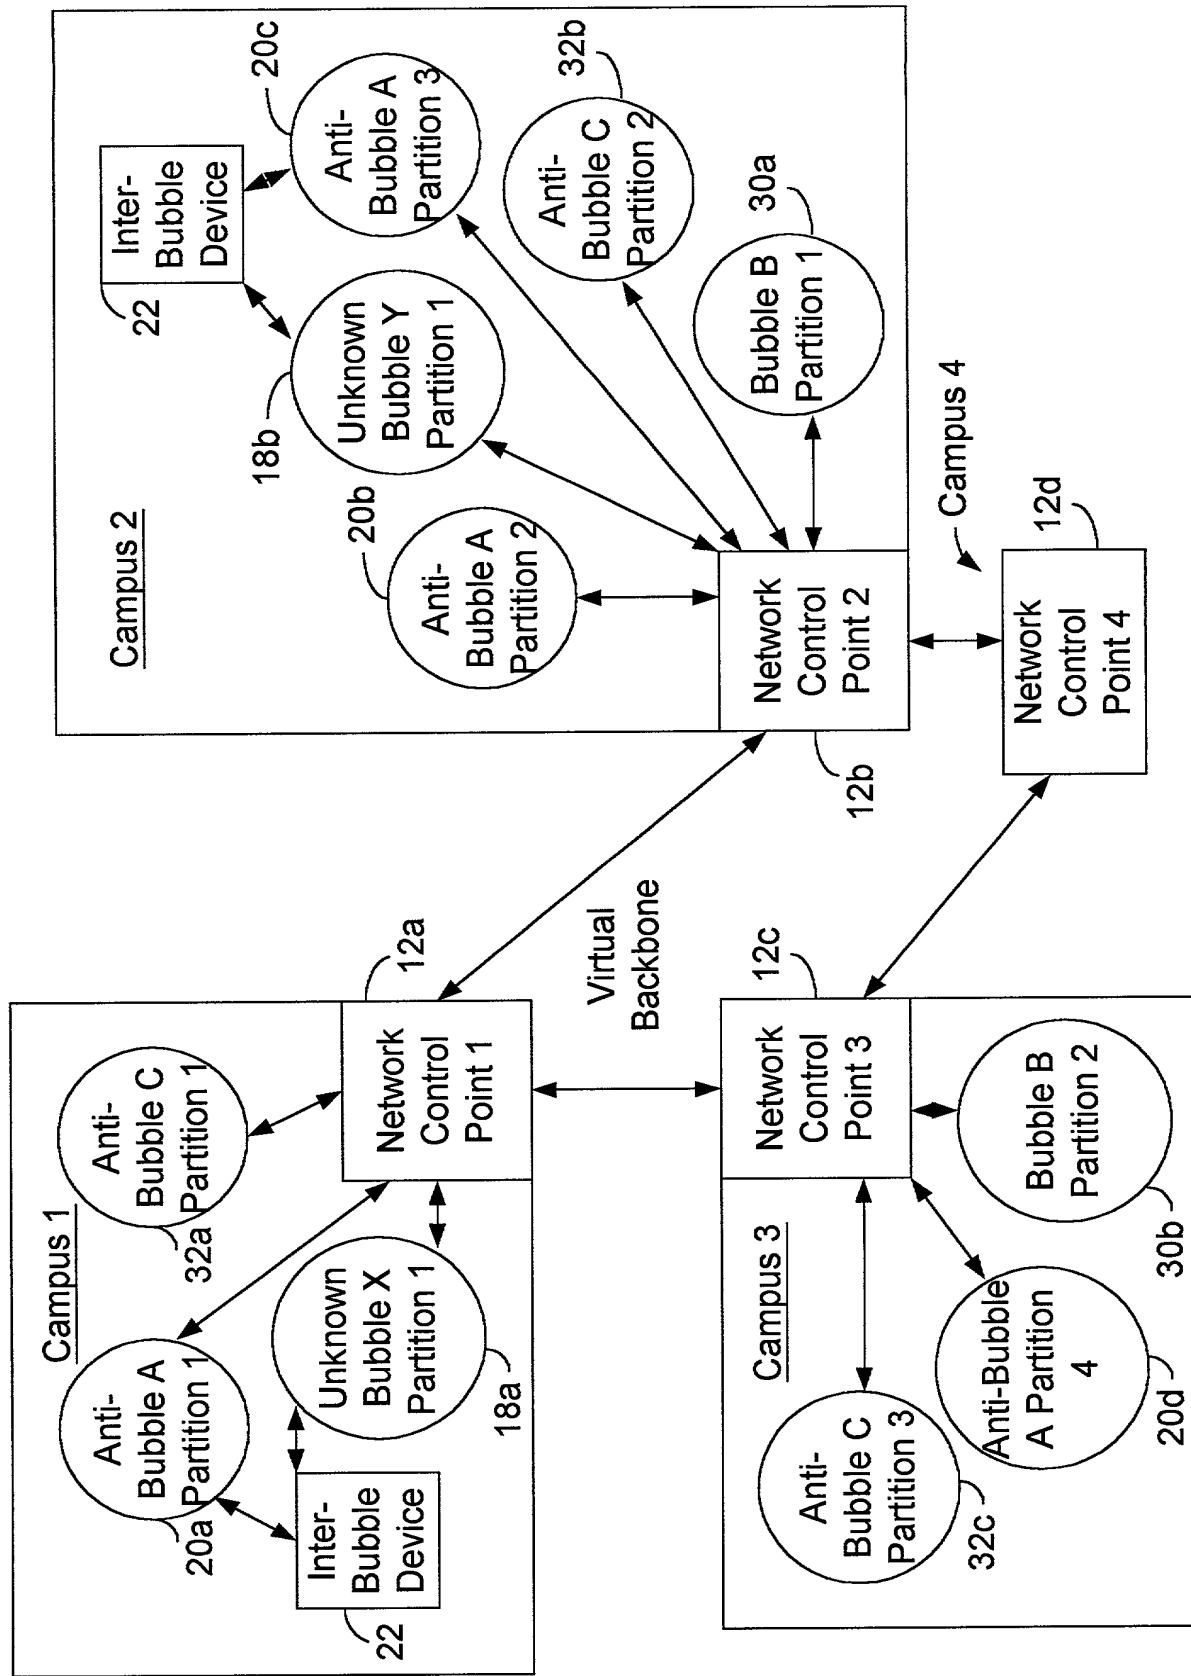 Campus 1
20a
Anti-
Bubble A
Partition 1
32a
Anti-
Bubble C
Partition 1
22
Inter-
Bubble
Device
18a
Unknown
Bubble X
Partition 1
12a
Network
Control
Point 1
Campus 2
20b
Anti-
Bubble A
Partition 2
18b
Unknown
Bubble Y
Partition 1
22
Inter-
Bubble
Device
20c
Anti-
Bubble A
Partition 3
32b
Anti-
Bubble C
Partition 2
30a
Bubble B
Partition 1
12b
Network
Control
Point 2
Virtual
Backbone
Campus 3
32c
Anti-
Bubble C
Partition 3
20d
Anti-Bubble
A Partition
4
30b
Bubble B
Partition 2
12c
Network
Control
Point 3
Campus 4
12d
Network
Control
Point 4